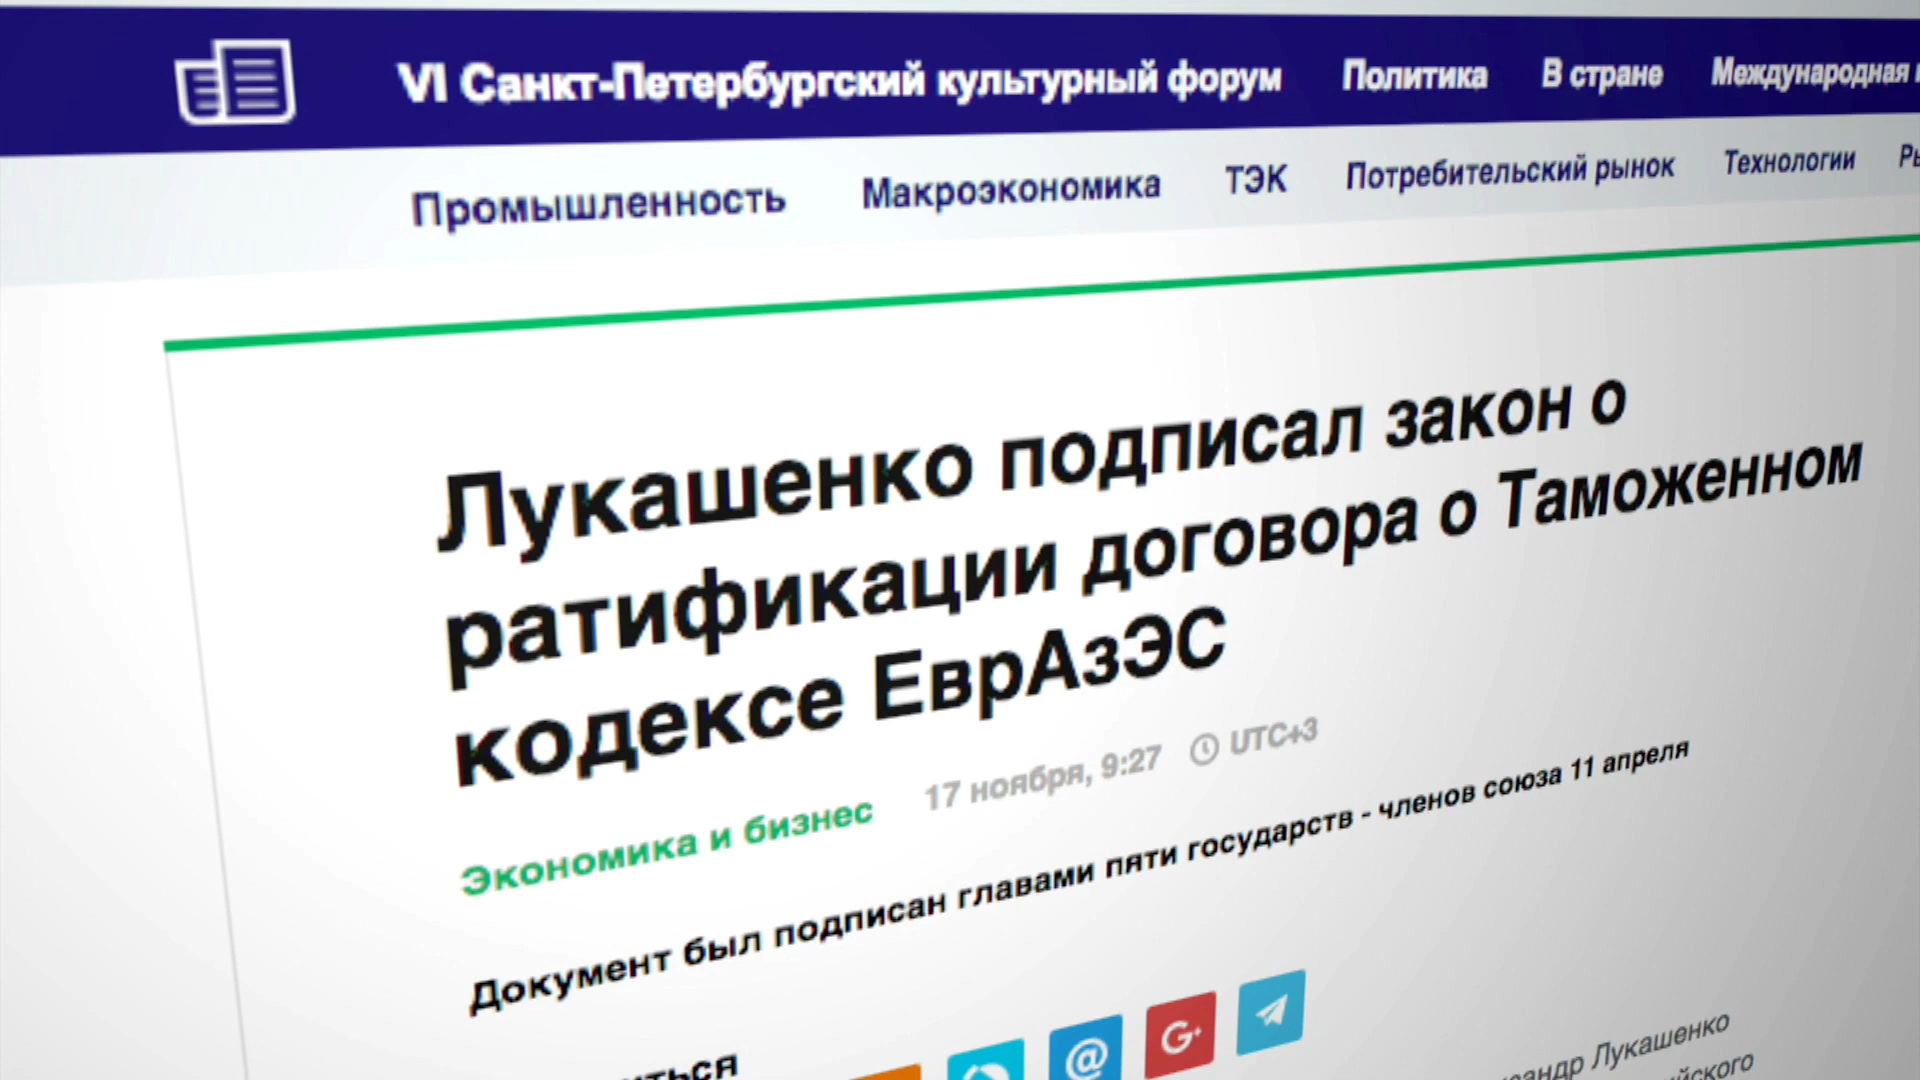 VI Санкт-Петербургский культурный форум Политика В стране Международная
Промышленность Макроэкономика ТЭК Потребительский рынок Технологии
Лукашенко подписал закон о
ратификации договора о Таможенном
кодексе ЕврАзЭС
Экономика и бизнес 17 ноября, 9:27 UTC+3
Документ был подписан главами пяти государств - членов союза 11 апреля
Лукашенко